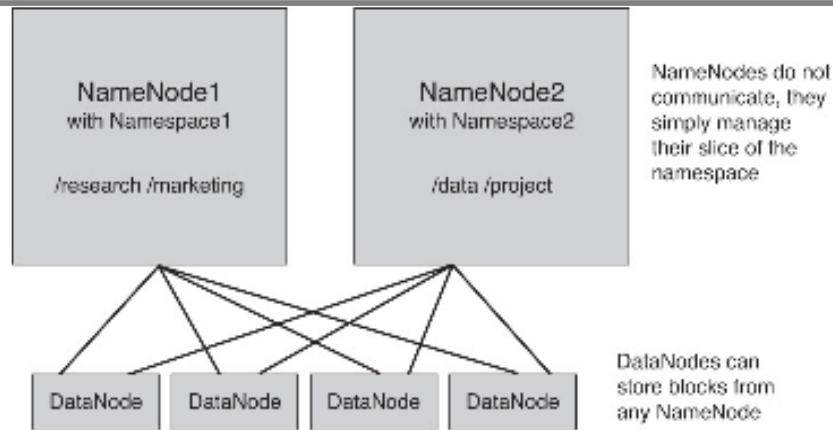 NameNode1
with Namespace1
/research /marketing
NameNode2
with Namespace2
/data /project
NameNodes do not
communicate, they
simply manage
their slice of the
namespace
DataNode
DataNode
DataNode
DataNode
DataNodes can
store blocks from
any NameNode